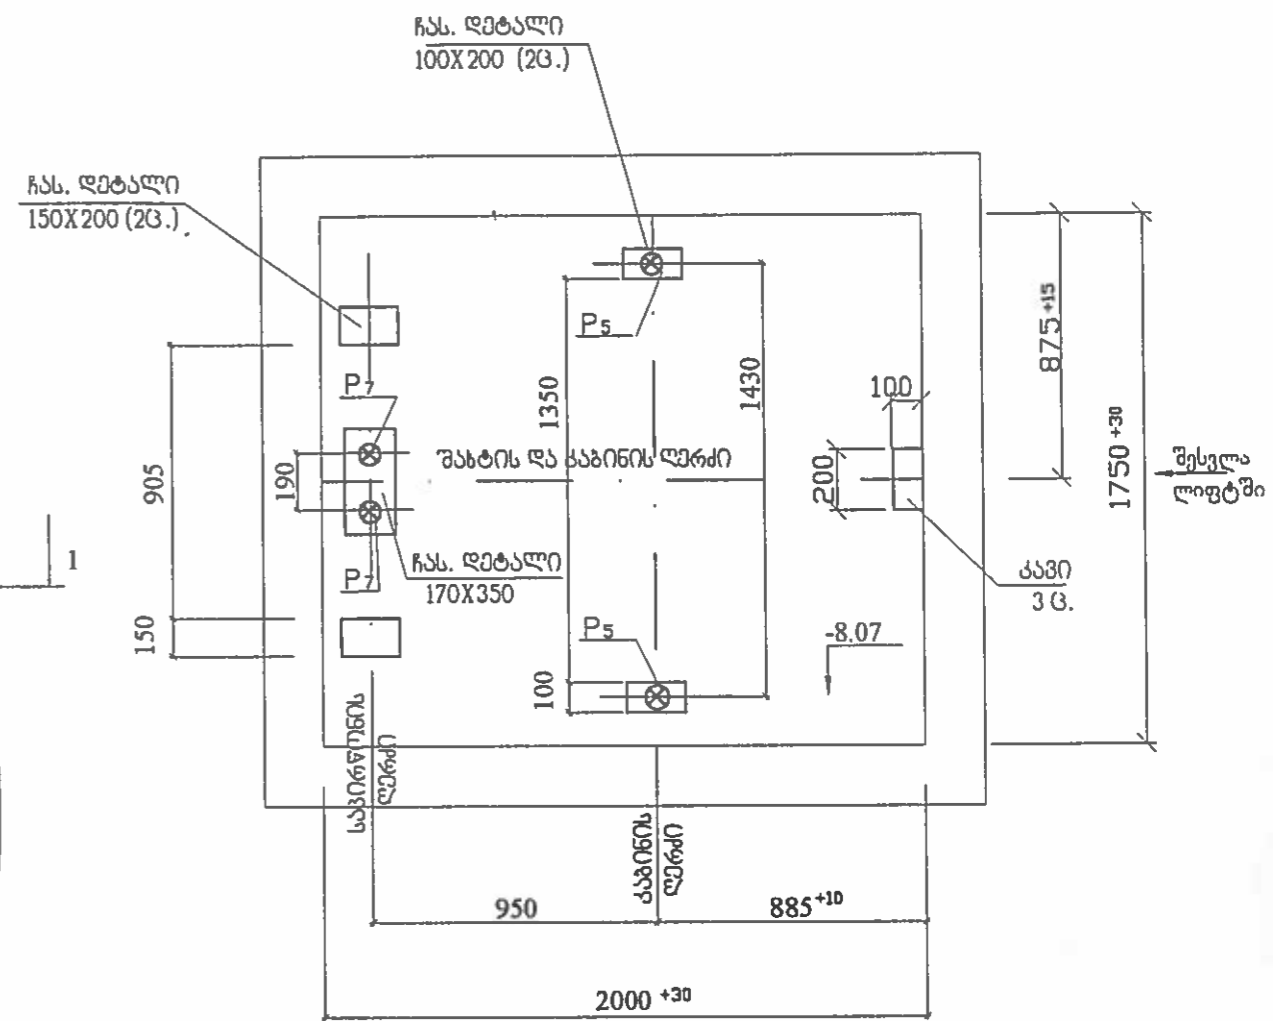 ჩას. დეტალი
100X200 (2ც.)
ჩას. დეტალი
150X200 (2ც.)
P5
P7
875 +15
1350
1430
100
1750 +30
შახტის და კაბინის ღერძი
შესვლა
ლიფტში
905
190
200
ჩას. დეტალი
170X350
1
P7
კავი
3 ც.
150
P5
-8.07
100
საპირწონის
ღერძი
კაბინის
ღერძი
950
885 +10
2000 +30